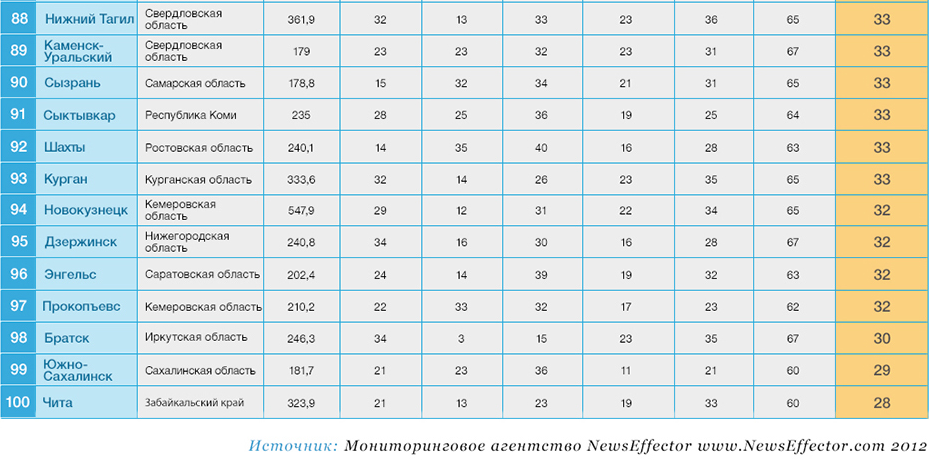 88 Нижний Тагил Свердловская область 361,9 32 13 33 23 36 65 33
89 Каменск-Уральский Свердловская область 179 23 23 32 23 31 67 33
90 Сызрань Самарская область 178,8 15 32 34 21 31 65 33
91 Сыктывкар Республика Коми 235 28 25 36 19 25 64 33
92 Шахты Ростовская область 240,1 14 35 40 16 28 63 33
93 Курган Курганская область 333,6 32 14 26 23 35 65 33
94 Новокузнецк Кемеровская область 547,9 29 12 31 22 34 65 32
95 Дзержинск Нижегородская область 240,8 34 16 30 16 28 67 32
96 Энгельс Саратовская область 202,4 24 14 39 19 32 63 32
97 Прокопъевс Кемеровская область 210,2 22 33 32 17 23 62 32
98 Братск Иркутская область 246,3 34 3 15 23 35 67 30
99 Южно-Сахалинск Сахалинская область 181,7 21 23 36 11 21 60 29
100 Чита Забайкальский край 323,9 21 13 23 19 33 60 28
Источник: Мониторинговое агентство NewsEffector www.NewsEffector.com 2012